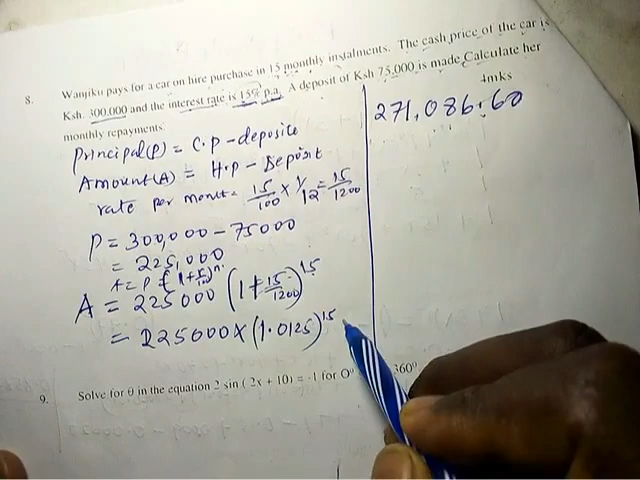 8. Wanjiku pays for a car on hire purchase in 15 monthly instalments. The cash price of the car is
Ksh. 300,000 and the interest rate is 15% p.a. A deposit of Ksh 75,000 is made Calculate her
monthly repayments. 4mks
Principal(P) = C.P - deposite
Amount(A) = H.P - Deposit
rate per month = 15/100 × 1/12 = 15/1200
P = 300,000 - 75000
= 225,000
A = P (1 + r/100)^n
A = 225000 (1 + 15/1200)^15
= 225000 × (1.0125)^15
271,086.60
9. Solve for θ in the equation 2 sin ( 2x + 10) = -1 for 0° 360°